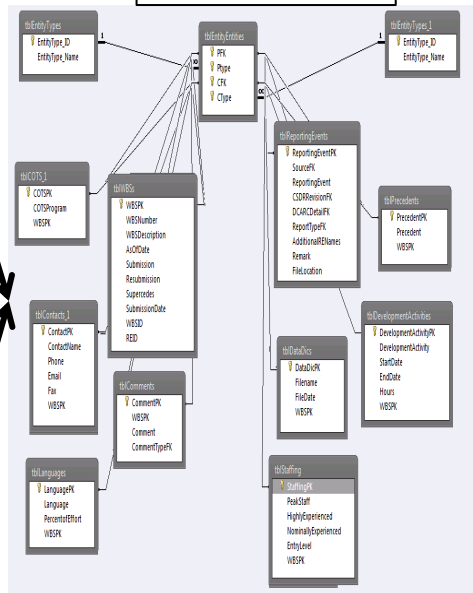 tblEntityTypes
EntityType_ID
EntityType_Name
1
tblEntityEntities
PFK
Ptype
CFK
CType
8
8
tblEntityTypes_1
EntityType_ID
EntityType_Name
1
tblCOTS_1
COTSPK
COTSProgram
WBSPK
tblWBSs
WBSPK
WBSNumber
WBSDescription
AsOfDate
Submission
Resubmission
Supercedes
SubmissionDate
WBSID
REID
tblReportingEvents
ReportingEventPK
SourceFK
ReportingEvent
CSDRRevisionFK
DCARCDetailFK
ReportTypeFK
AdditionalRENames
Remark
FileLocation
tblPrecedents
PrecedentPK
Precedent
WBSPK
tblContacts_1
ContactPK
ContactName
Phone
Email
Fax
WBSPK
tblComments
CommentPK
WBSPK
Comment
CommentTypeFK
tblDataDics
DataDicPK
Filename
FileDate
WBSPK
tblDevelopmentActivities
DevelopmentActivityPK
DevelopmentActivity
StartDate
EndDate
Hours
WBSPK
tblLanguages
LanguagePK
Language
PercentofEffort
WBSPK
tblStaffing
StaffingPK
PeakStaff
HighlyExperienced
NominallyExperienced
EntryLevel
WBSPK